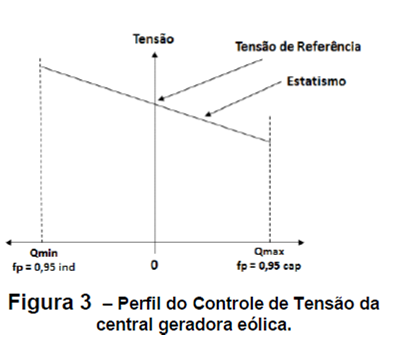 Tensão
Tensão de Referência
Estatismo
Qmin
fp = 0,95 ind
0
Qmax
fp = 0,95 cap
Figura 3 – Perfil do Controle de Tensão da
central geradora eólica.